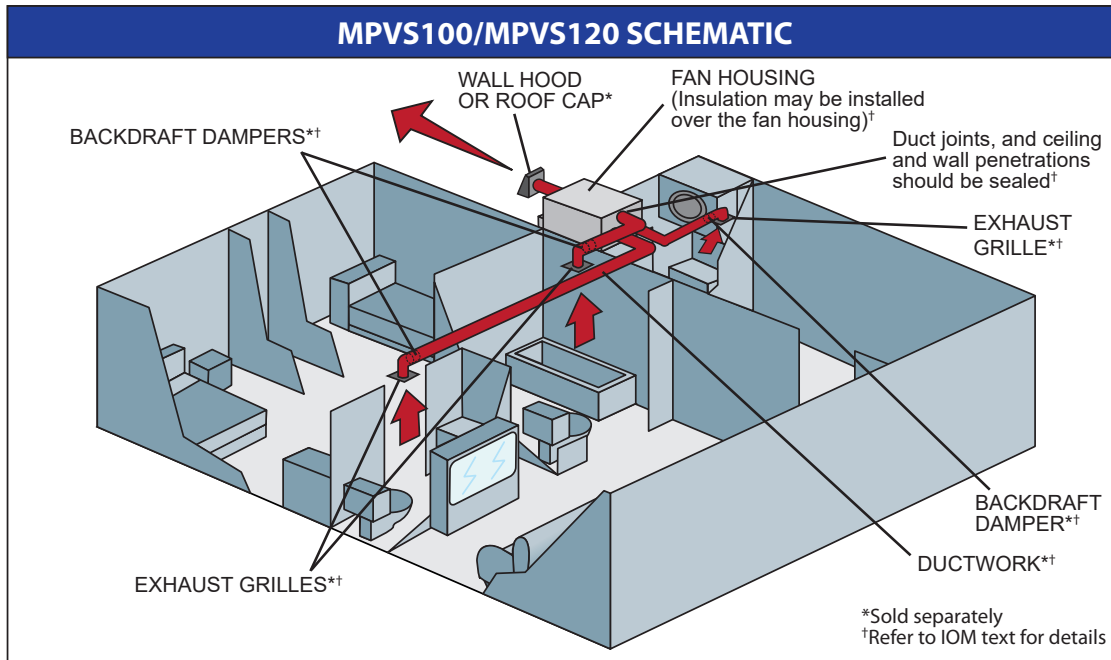 MPVS100/MPVS120 SCHEMATIC
WALL HOOD
OR ROOF CAP*
FAN HOUSING
(Insulation may be installed
over the fan housing)†
BACKDRAFT DAMPERS*†
Duct joints, and ceiling
and wall penetrations
should be sealed†
EXHAUST
GRILLE*†
BACKDRAFT
DAMPER*†
DUCTWORK*†
EXHAUST GRILLES*†
*Sold separately
†Refer to IOM text for details